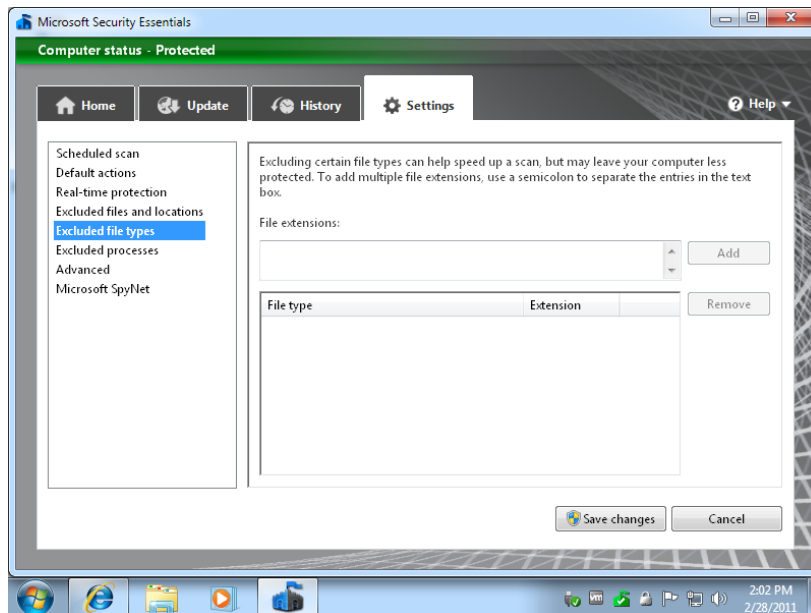 Microsoft Security Essentials
Computer status - Protected
Home
Update
History
Settings
Help
Scheduled scan
Default actions
Real-time protection
Excluded files and locations
Excluded file types
Excluded processes
Advanced
Microsoft SpyNet
Excluding certain file types can help speed up a scan, but may leave your computer less
protected. To add multiple file extensions, use a semicolon to separate the entries in the text
box.
File extensions:
Add
File type
Extension
Remove
Save changes
Cancel
2:02 PM
2/28/2011